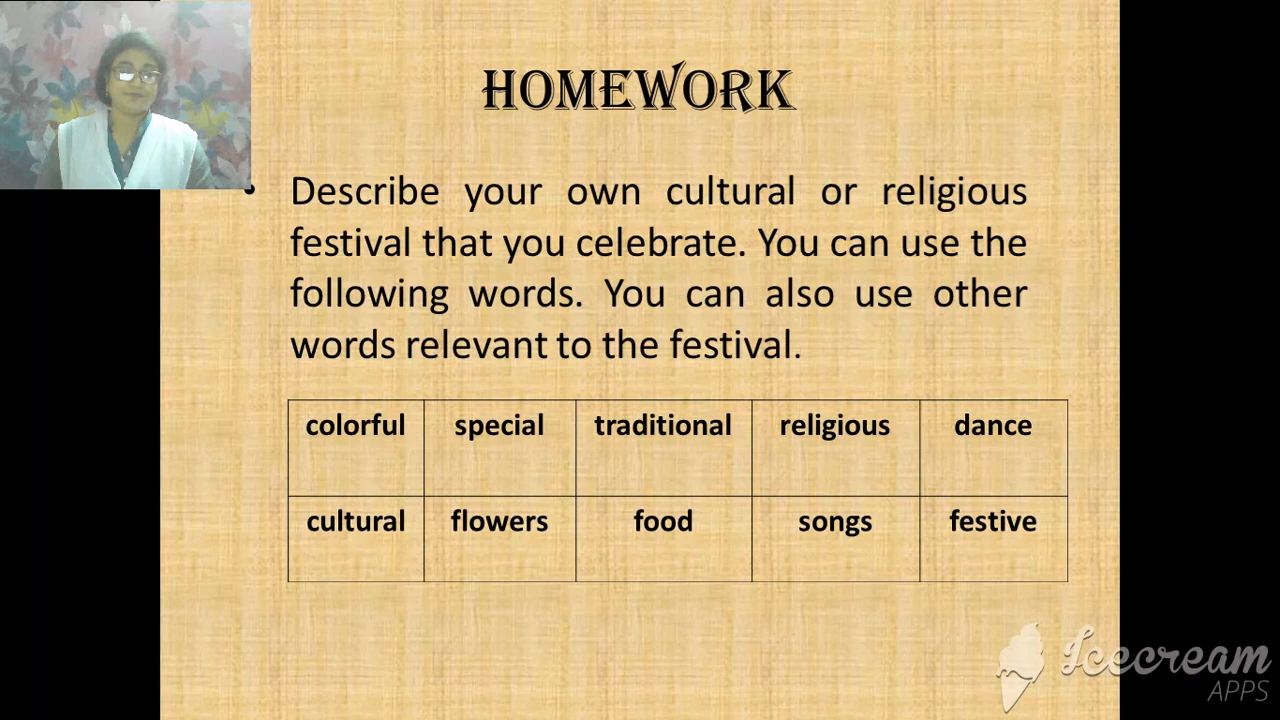 HOMEWORK
• Describe your own cultural or religious
festival that you celebrate. You can use the
following words. You can also use other
words relevant to the festival.
colorful special traditional religious dance
cultural flowers food songs festive
Icecream
APPS